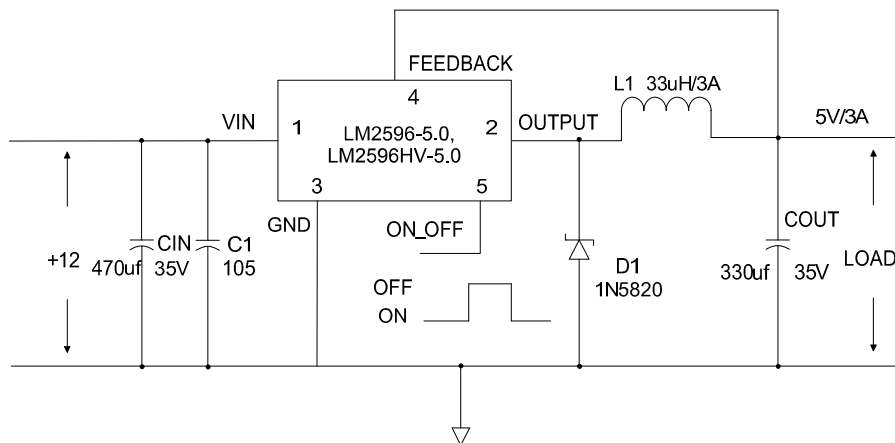 FEEDBACK
4
L1 33uH/3A
VIN
1
LM2596-5.0,
LM2596HV-5.0
2
OUTPUT
5V/3A
3
5
GND
ON_OFF
+12
CIN
470uf 35V
C1
105
OFF
ON
D1
1N5820
COUT
330uf 35V
LOAD